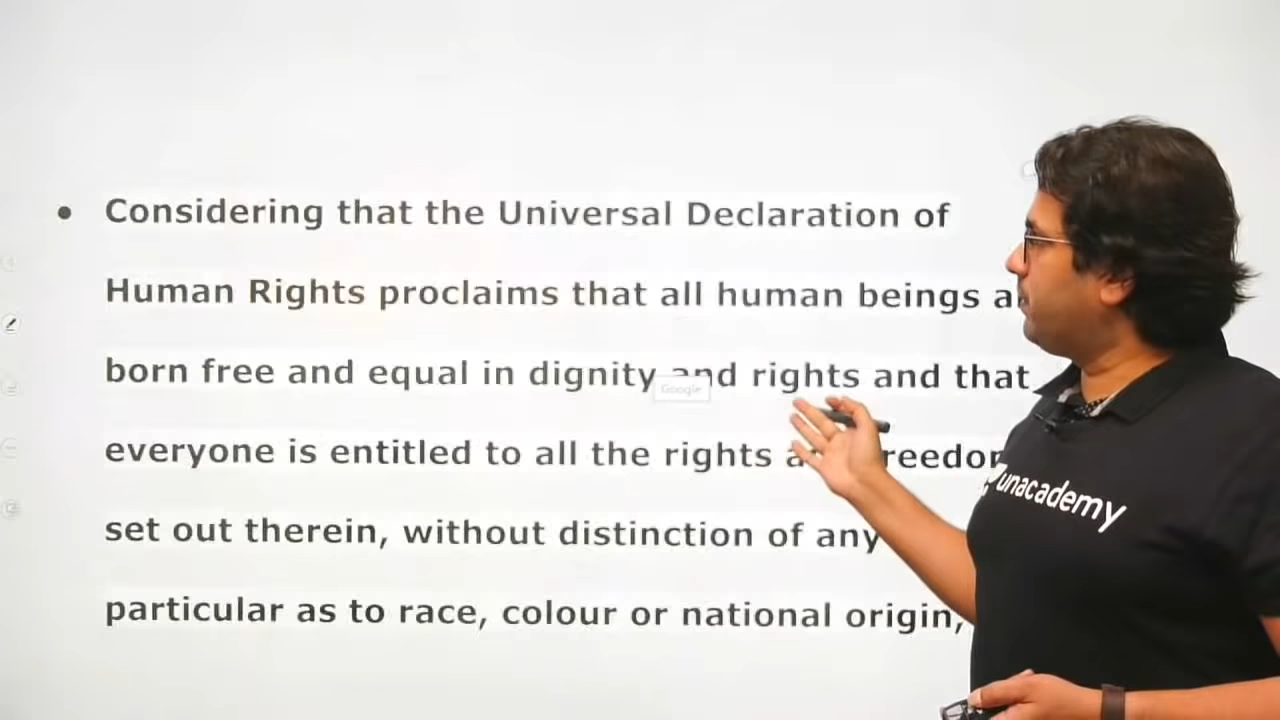 Considering that the Universal Declaration of
Human Rights proclaims that all human beings
born free and equal in dignity and rights and that
everyone is entitled to all the rights
set out therein, without distinction of any
particular as to race, colour or national origin,
Google
unacademy